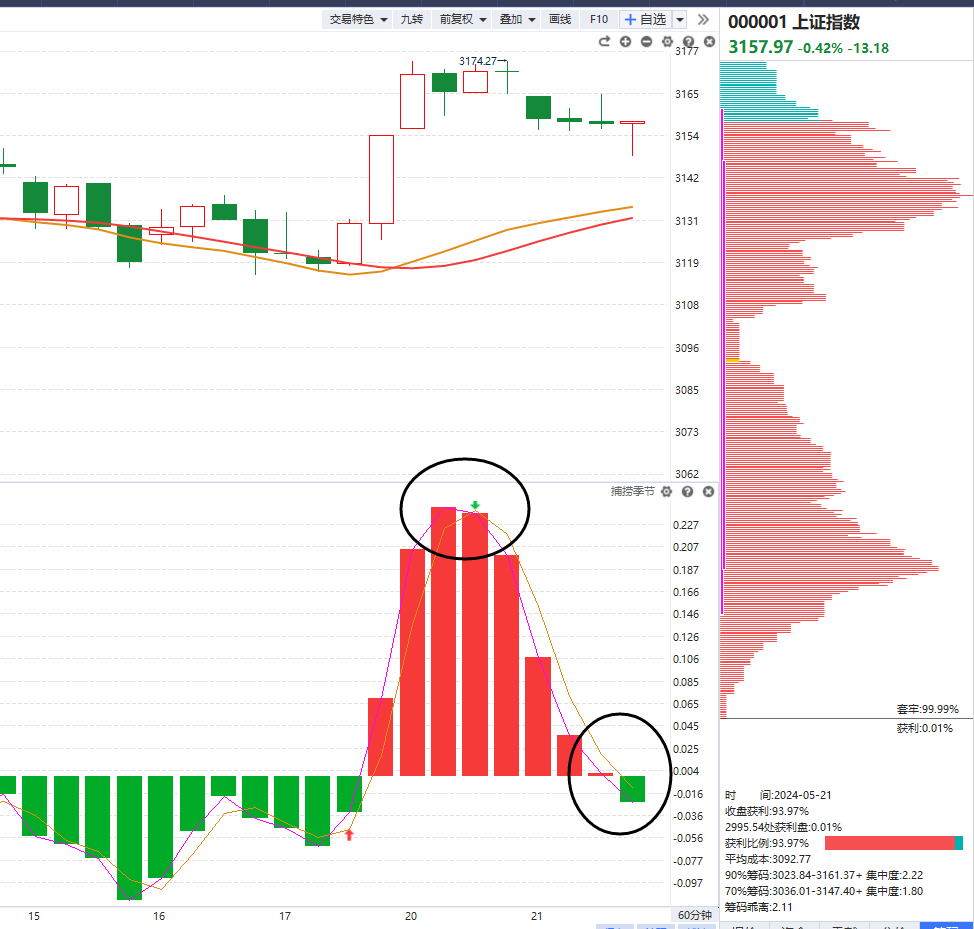 交易特色 九转 前复权 叠加 画线 F10 + 自选
000001 上证指数
3157.97 -0.42% -13.18
3177
3174.27→
3165
3154
3142
3131
3119
3108
3096
3085
3073
3062
捕捞季节
0.227
0.207
0.187
0.166
0.146
0.126
0.106
0.085
0.065
0.045
0.025
0.004
-0.016
-0.036
-0.056
-0.077
-0.097
15 16 17 20 21 60分钟
套牢:99.99%
获利:0.01%
时 间:2024-05-21
收盘获利:93.97%
2995.54处获利盘:0.01%
获利比例:93.97%
平均成本:3092.77
90%筹码:3023.84-3161.37+ 集中度:2.22
70%筹码:3036.01-3147.40+ 集中度:1.80
筹码乖离:2.11